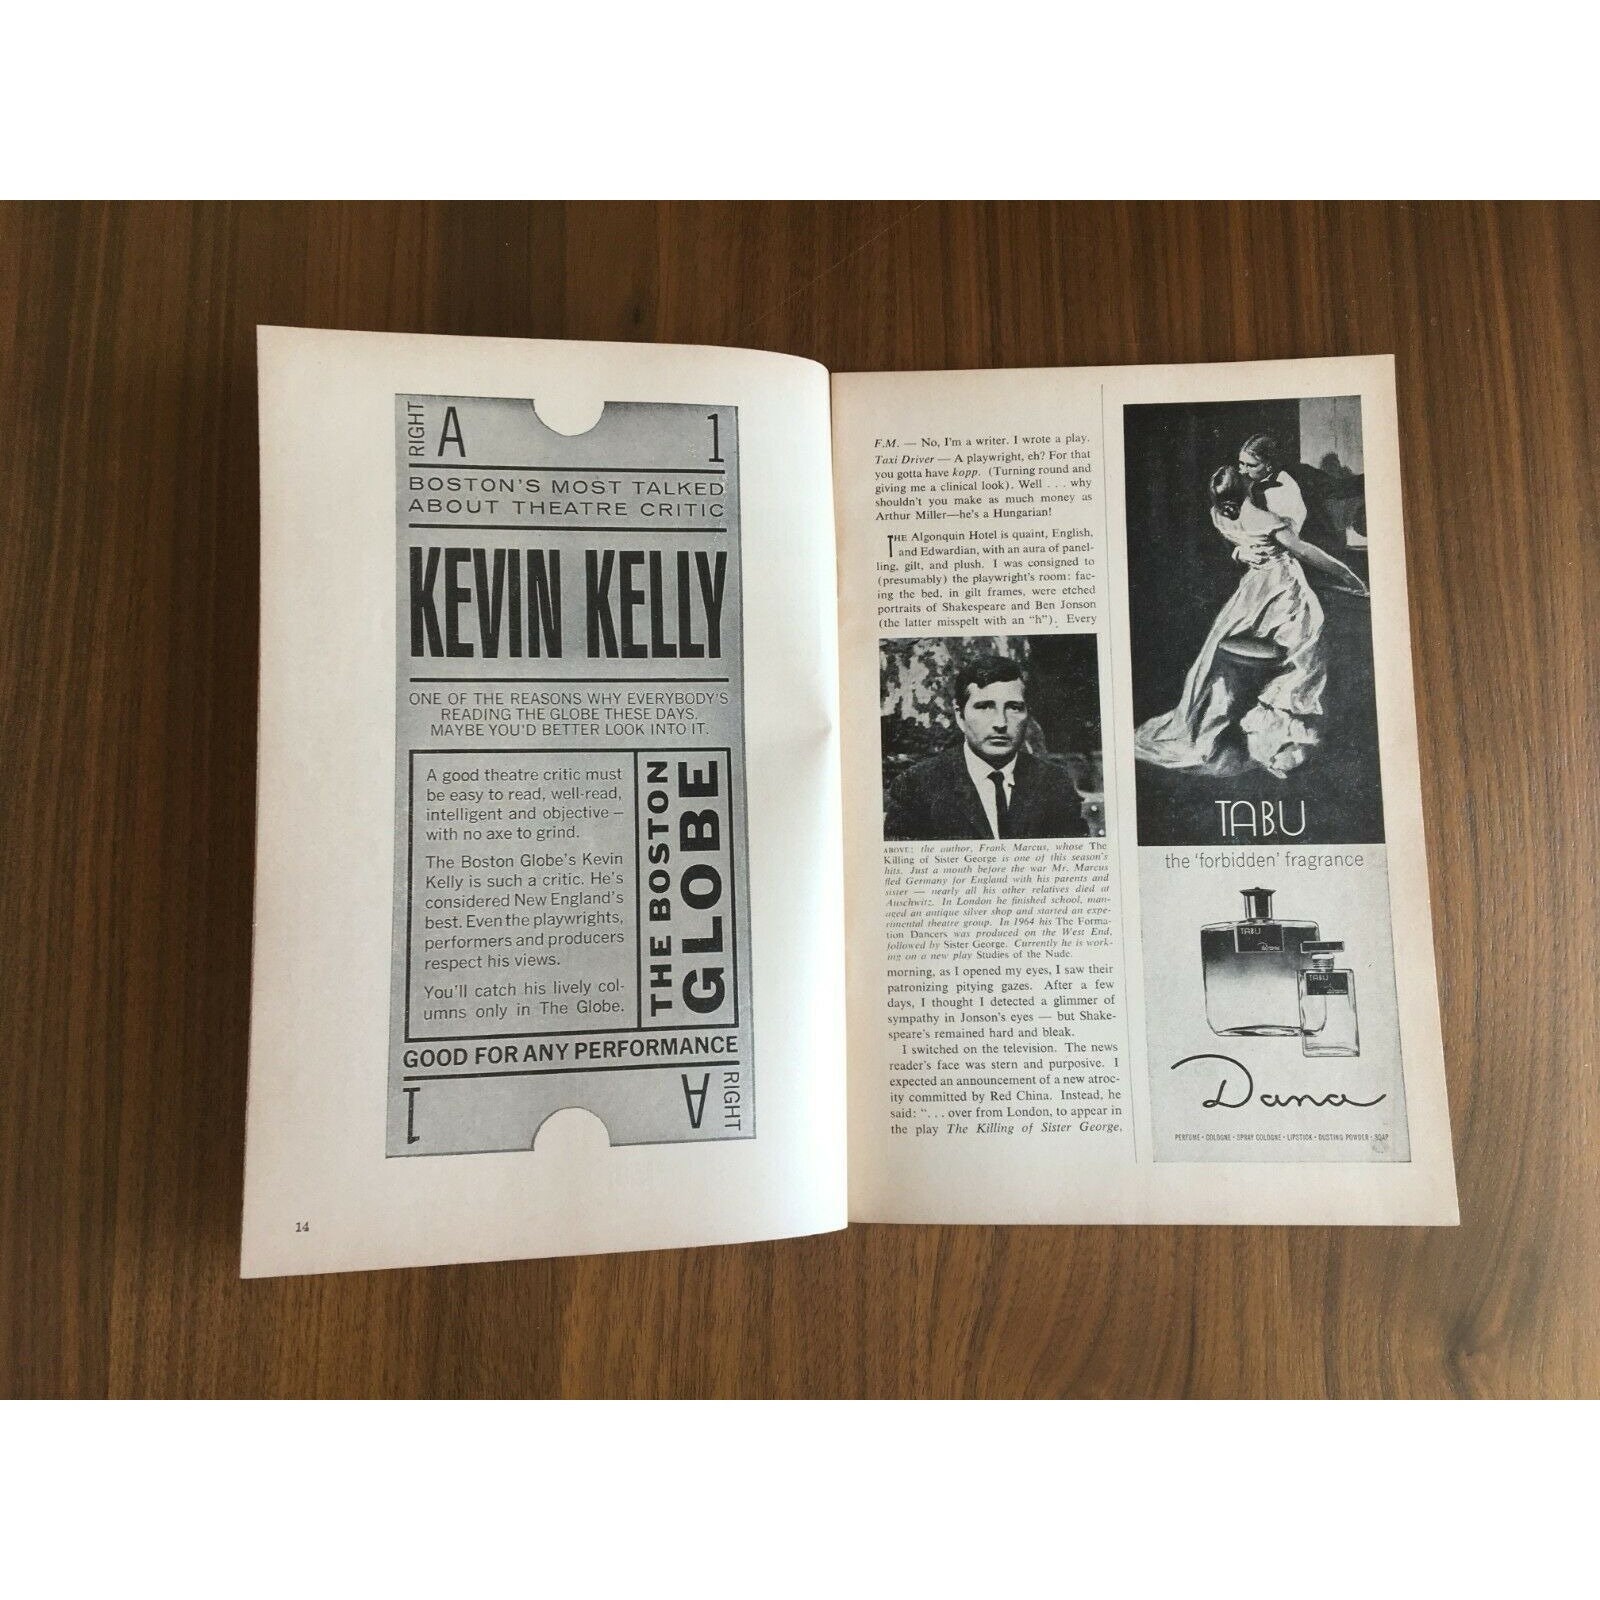 RIGHT A 1
BOSTON'S MOST TALKED
ABOUT THEATRE CRITIC
KEVIN KELLY
ONE OF THE REASONS WHY EVERYBODY'S
READING THE GLOBE THESE DAYS.
MAYBE YOU'D BETTER LOOK INTO IT.
A good theatre critic must
be easy to read, well-read,
intelligent and objective –
with no axe to grind.
The Boston Globe's Kevin
Kelly is such a critic. He's
considered New England's
best. Even the playwrights,
performers and producers
respect his views.
You'll catch his lively col-
umns only in The Globe.
THE BOSTON
GLOBE
GOOD FOR ANY PERFORMANCE
1 A RIGHT
14
F.M. — No, I'm a writer. I wrote a play.
Taxi Driver — A playwright, eh? For that
you gotta have kopp. (Turning round and
giving me a clinical look). Well . . . why
shouldn't you make as much money as
Arthur Miller—he's a Hungarian!
THE Algonquin Hotel is quaint, English,
and Edwardian, with an aura of panel-
ling, gilt, and plush. I was consigned to
(presumably) the playwright's room: fac-
ing the bed, in gilt frames, were etched
portraits of Shakespeare and Ben Jonson
(the latter misspelt with an "h"). Every
ABOVE: the author, Frank Marcus, whose The
Killing of Sister George is one of this season's
hits. Just a month before the war Mr. Marcus
fled Germany for England with his parents and
sister — nearly all his other relatives died at
Auschwitz. In London he finished school, man-
aged an antique silver shop and started an expe-
rimental theatre group. In 1964 his The Forma-
tion Dancers was produced on the West End,
followed by Sister George. Currently he is work-
ing on a new play Studies of the Nude.
morning, as I opened my eyes, I saw their
patronizing pitying gazes. After a few
days, I thought I detected a glimmer of
sympathy in Jonson's eyes — but Shake-
speare's remained hard and bleak.
I switched on the television. The news
reader's face was stern and purposive. I
expected an announcement of a new atroc-
ity committed by Red China. Instead, he
said: ". . . over from London, to appear in
the play The Killing of Sister George,
TABU
the 'forbidden' fragrance
TABU
Dana
TABU
Dana
PERFUME • COLOGNE • SPRAY COLOGNE • LIPSTICK • DUSTING POWDER • SOAP